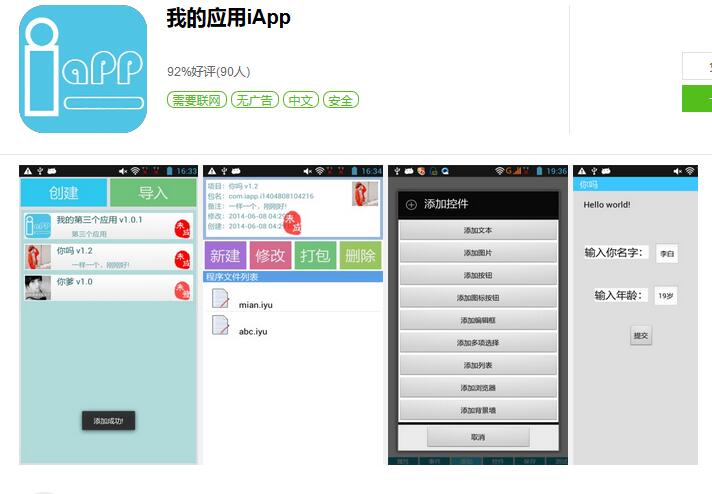 我的应用iApp
iaPP
92%好评(90人)
需要联网 无广告 中文 安全
16:33
创建 导入
我的第三个应用 v1.0.1
第三个应用
你吗 v1.2
一样一个，刚刚好!
你爹 v1.0
添加成功!
16:34
项目: 你吗 v1.2
包名: com.iapp.i1404808104216
备注: 一样一个，刚刚好!
修改: 2014-06-08 04:2
创建: 2014-06-08 04:
新建 修改 打包 删除
程序文件列表
mian.iyu
abc.iyu
19:36
添加控件
添加文本
添加图片
添加按钮
添加图标按钮
添加编辑框
添加多项选择
添加列表
添加浏览器
添加背景墙
取消
你吗
Hello world!
输入你名字: 李白
输入年龄: 19岁
提交